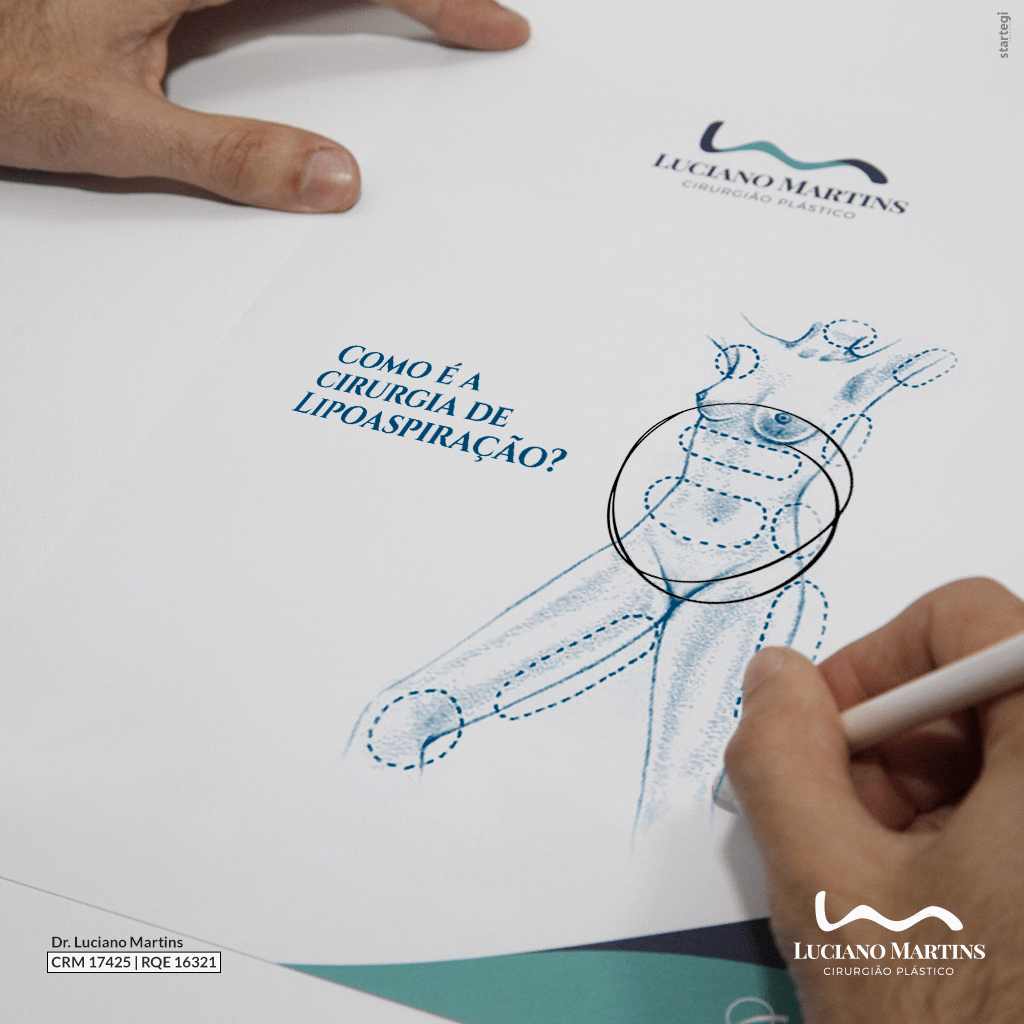 startegi
LUCIANO MARTINS
CIRURGIÃO PLÁSTICO
COMO É A
CIRURGIA DE
LIPOASPIRAÇÃO?
Dr. Luciano Martins
CRM 17425 | RQE 16321
LUCIANO MARTINS
CIRURGIÃO PLÁSTICO